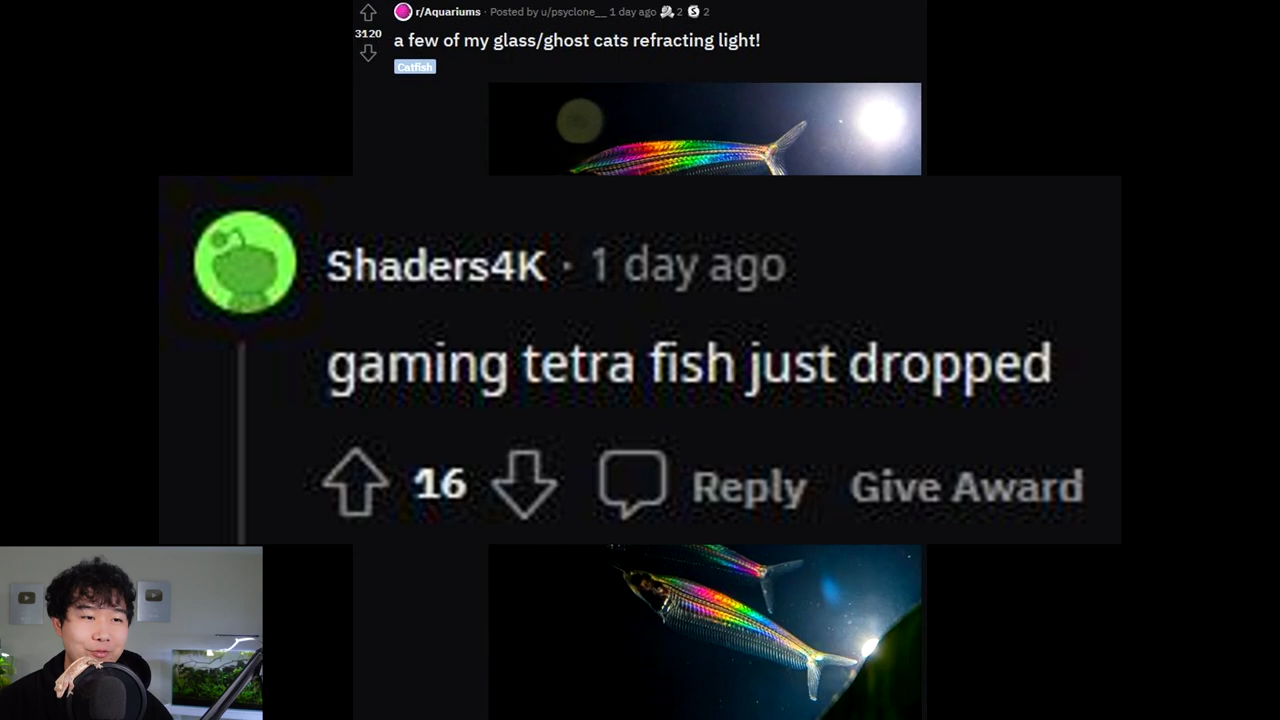 r/Aquariums · Posted by u/psyclone__ 1 day ago 2 2
3120
a few of my glass/ghost cats refracting light!
Catfish
Shaders4K · 1 day ago
gaming tetra fish just dropped
16 Reply Give Award